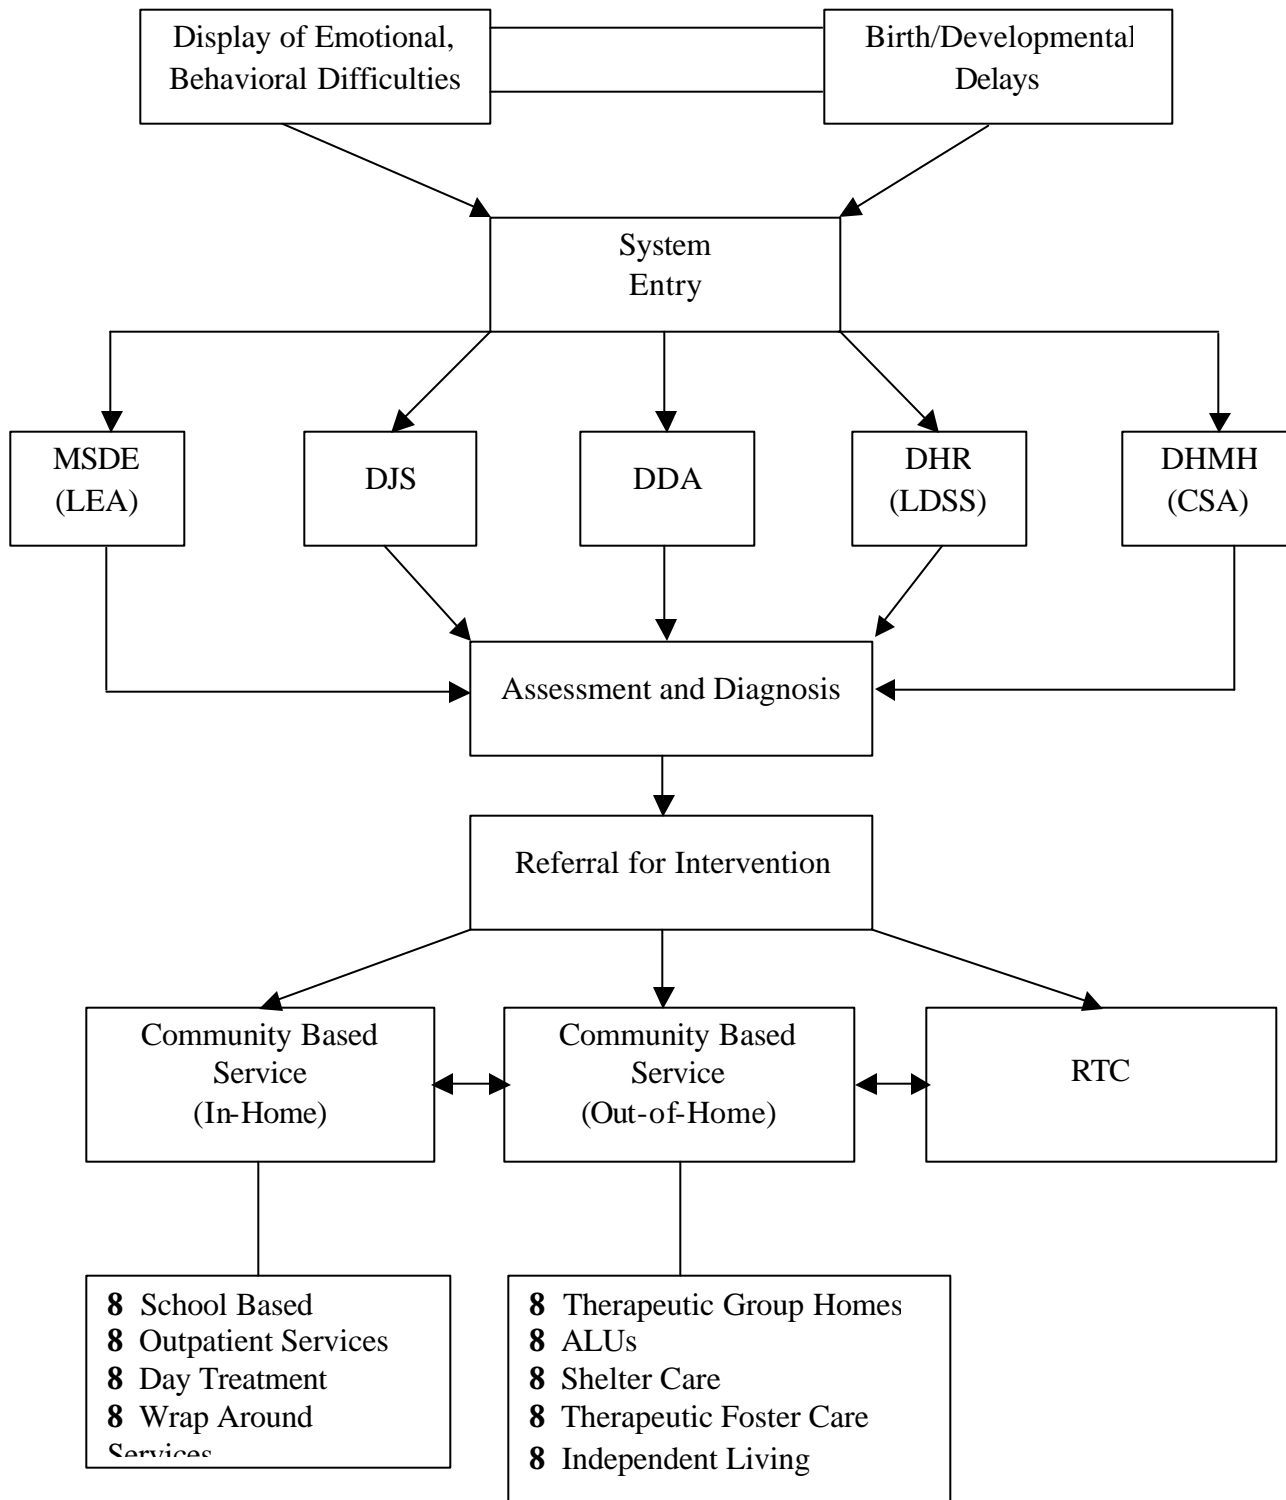 Display of Emotional,
Behavioral Difficulties
Birth/Developmental
Delays
System
Entry
MSDE
(LEA)
DJS
DDA
DHR
(LDSS)
DHMH
(CSA)
Assessment and Diagnosis
Referral for Intervention
Community Based
Service
(In-Home)
Community Based
Service
(Out-of-Home)
RTC
8 School Based
8 Outpatient Services
8 Day Treatment
8 Wrap Around
Services
8 Therapeutic Group Homes
8 ALUs
8 Shelter Care
8 Therapeutic Foster Care
8 Independent Living